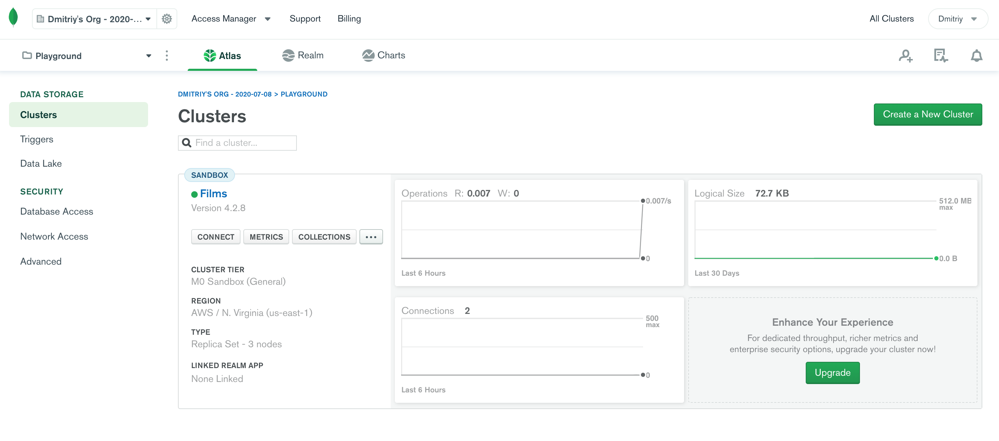 Dmitriy's Org - 2020-...
Access Manager
Support
Billing
All Clusters
Dmitriy
Playground
Atlas
Realm
Charts
DATA STORAGE
Clusters
Triggers
Data Lake
SECURITY
Database Access
Network Access
Advanced
DMITRIY'S ORG - 2020-07-08 > PLAYGROUND
Clusters
Create a New Cluster
Find a cluster...
SANDBOX
Films
Version 4.2.8
CONNECT
METRICS
COLLECTIONS
...
CLUSTER TIER
M0 Sandbox (General)
REGION
AWS / N. Virginia (us-east-1)
TYPE
Replica Set - 3 nodes
LINKED REALM APP
None Linked
Operations R: 0.007 W: 0
0.007/s
0
Last 6 Hours
Logical Size 72.7 KB
512.0 MB
max
0.0 B
Last 30 Days
Connections 2
500
max
0
Last 6 Hours
Enhance Your Experience
For dedicated throughput, richer metrics and
enterprise security options, upgrade your cluster now!
Upgrade